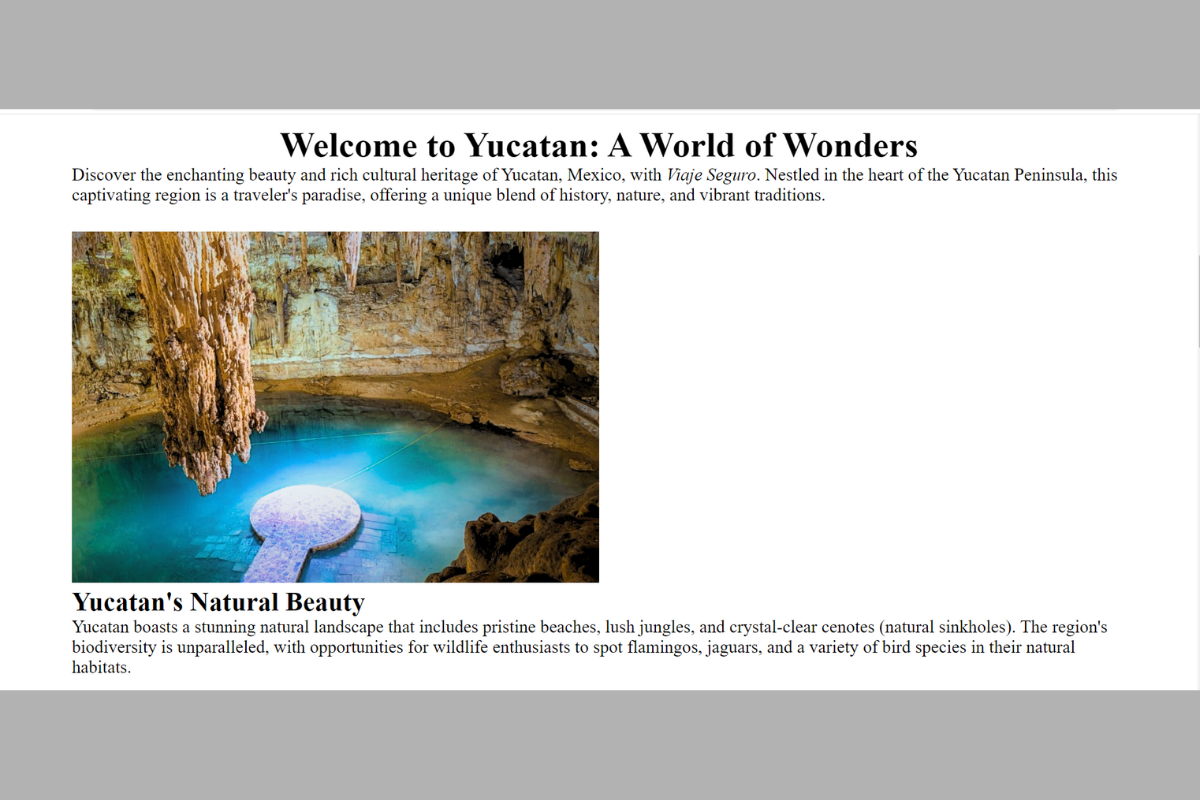 Welcome to Yucatan: A World of Wonders
Discover the enchanting beauty and rich cultural heritage of Yucatan, Mexico, with Viaje Seguro. Nestled in the heart of the Yucatan Peninsula, this
captivating region is a traveler's paradise, offering a unique blend of history, nature, and vibrant traditions.
Yucatan's Natural Beauty
Yucatan boasts a stunning natural landscape that includes pristine beaches, lush jungles, and crystal-clear cenotes (natural sinkholes). The region's
biodiversity is unparalleled, with opportunities for wildlife enthusiasts to spot flamingos, jaguars, and a variety of bird species in their natural
habitats.